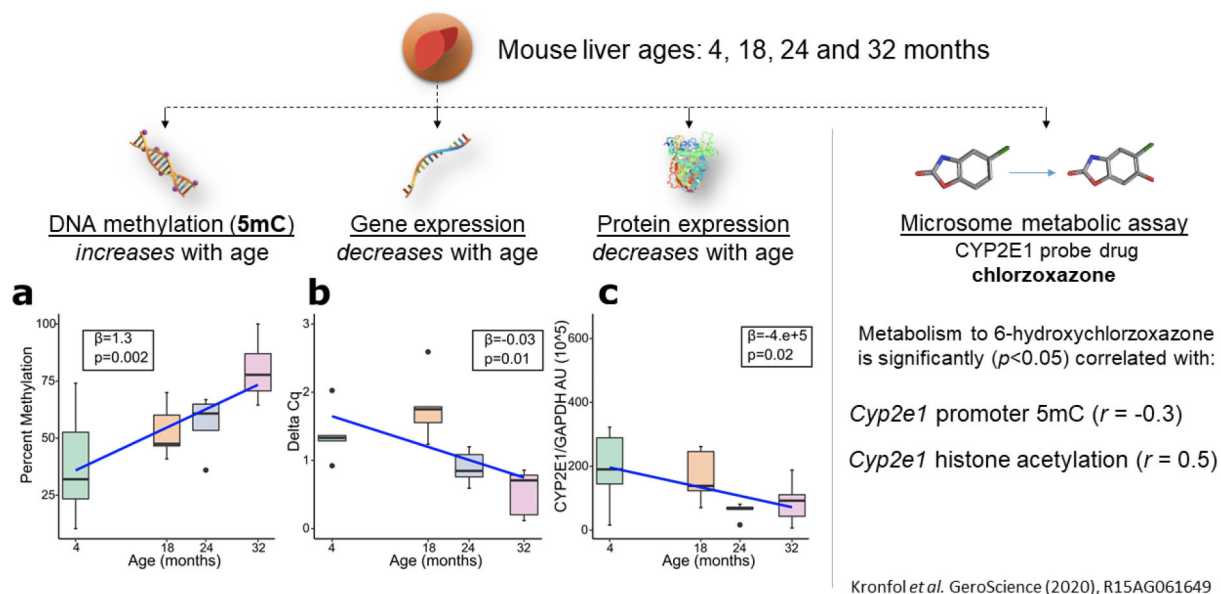 Mouse liver ages: 4, 18, 24 and 32 months
DNA methylation (5mC)
increases with age
Gene expression
decreases with age
Protein expression
decreases with age
Microsome metabolic assay
CYP2E1 probe drug
chlorzoxazone
a
β=1.3
p=0.002
Percent Methylation
100
75
50
25
4
18
24
32
Age (months)
b
β=-0.03
p=0.01
Delta Cq
3
2
1
0
4
18
24
32
Age (months)
c
β=-4.e+5
p=0.02
CYP2E1/GAPDH AU (10^5)
600
400
200
0
4
18
24
32
Age (months)
Metabolism to 6-hydroxychlorzoxazone
is significantly (p<0.05) correlated with:
Cyp2e1 promoter 5mC (r = -0.3)
Cyp2e1 histone acetylation (r = 0.5)
Kronfol et al. GeroScience (2020), R15AG061649